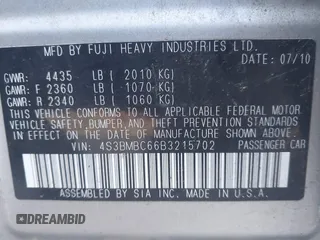 MFD BY FUJI HEAVY INDUSTRIES LTD.
DATE: 07/10
GVWR: 4435 LB ( 2010 KG)
GAWR: F 2360 LB ( 1070 KG)
GAWR: R 2340 LB ( 1060 KG)
THIS VEHICLE CONFORMS TO ALL APPLICABLE FEDERAL MOTOR
VEHICLE SAFETY, BUMPER, AND THEFT PREVENTION STANDARDS
IN EFFECT ON THE DATE OF MANUFACTURE SHOWN ABOVE.
VIN: 4S3BMBC66B3215702 PASSENGER CAR
ASSEMBLED BY SIA INC. MADE IN U.S.A.
© DREAMBID